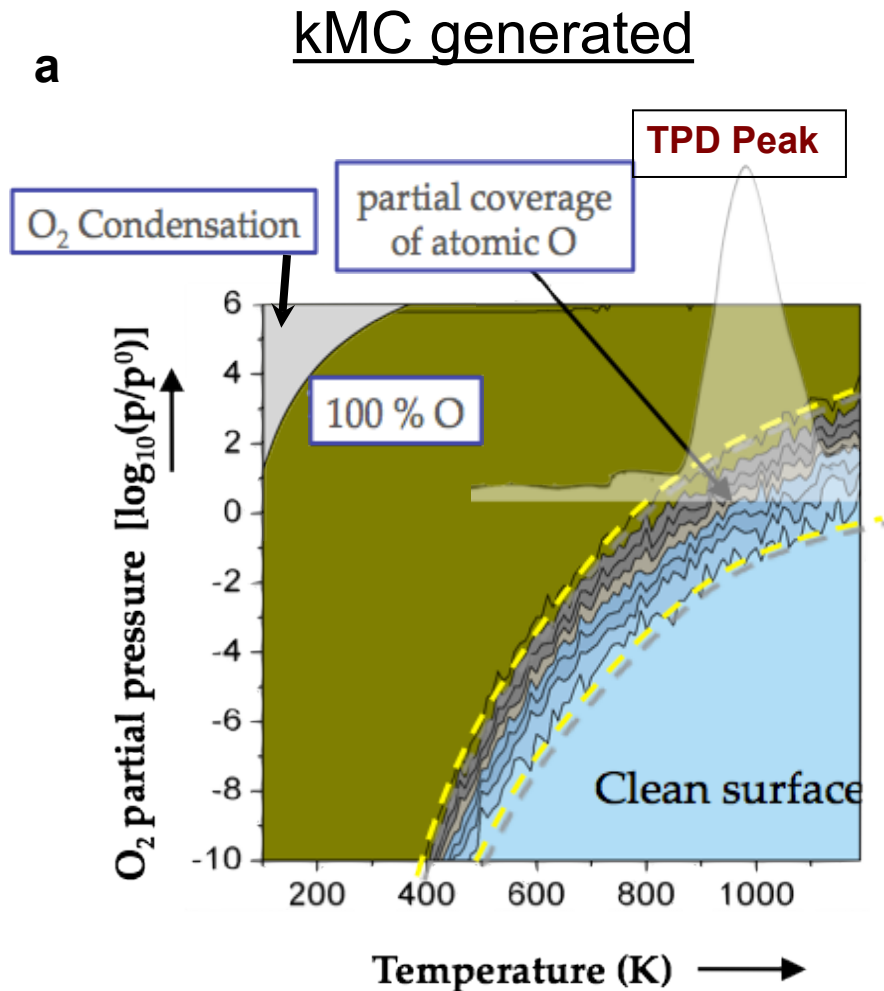 kMC generated
a
TPD Peak
O₂ Condensation
partial coverage
of atomic O
100 % O
Clean surface
O₂ partial pressure [log₁₀(p/p⁰)]
6
4
2
0
-2
-4
-6
-8
-10
200 400 600 800 1000
Temperature (K)